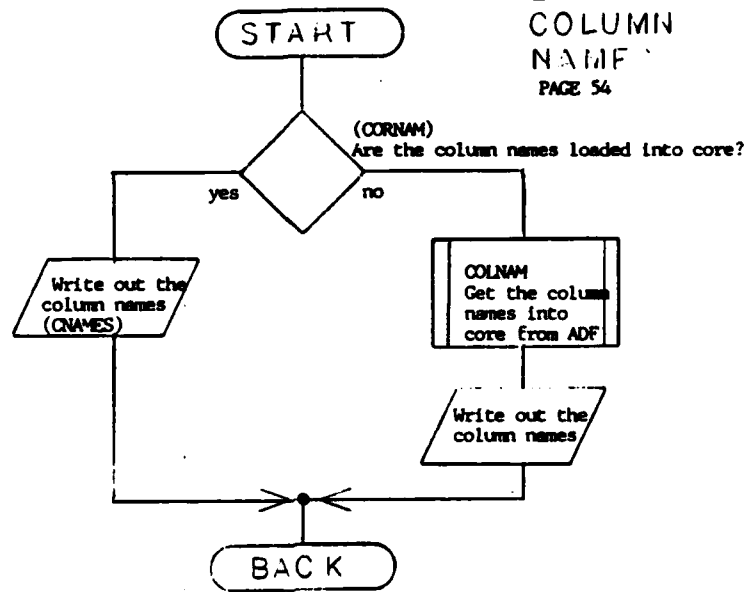 START
COLUMN
NAME
PAGE 54
(CORNAM)
Are the column names loaded into core?
yes
no
Write out the
column names
(CNAMES)
COLNAM
Get the column
names into
core from ADF
Write out the
column names
BACK